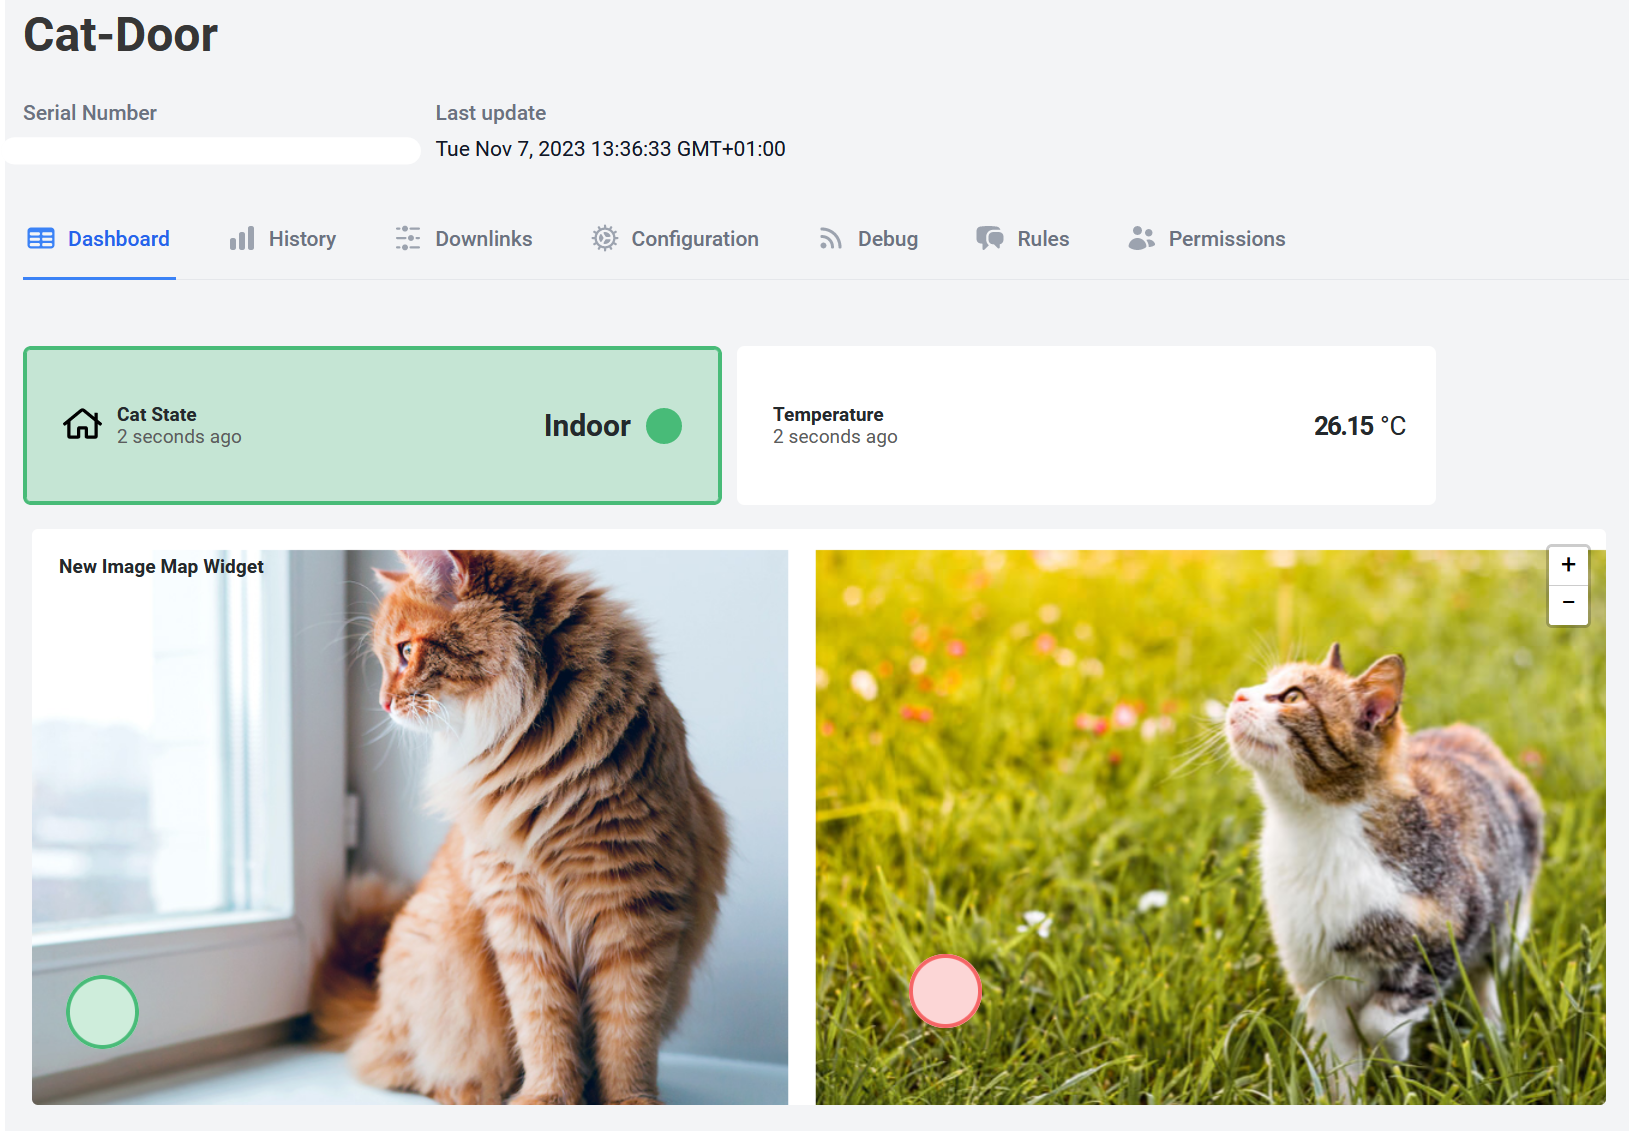 Cat-Door
Serial Number
Last update
Tue Nov 7, 2023 13:36:33 GMT+01:00
Dashboard
History
Downlinks
Configuration
Debug
Rules
Permissions
Cat State
2 seconds ago
Indoor
Temperature
2 seconds ago
26.15 °C
New Image Map Widget
+
−